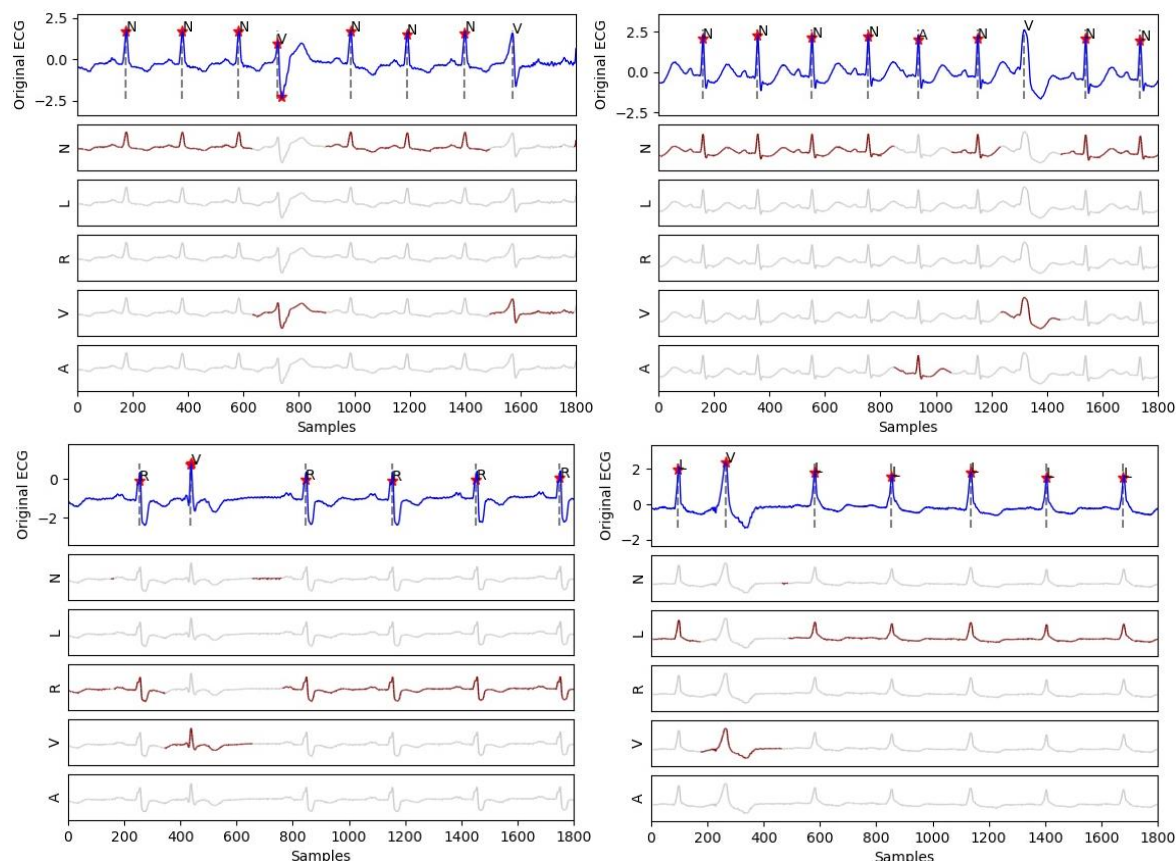 Original ECG
2.5
0.0
−2.5
N N N V N N N V
N
L
R
V
A
0 200 400 600 800 1000 1200 1400 1600 1800
Samples
Original ECG
2.5
0.0
−2.5
N N N N A N V N N
N
L
R
V
A
0 200 400 600 800 1000 1200 1400 1600 1800
Samples
Original ECG
0
−2
R V R R R R
N
L
R
V
A
0 200 400 600 800 1000 1200 1400 1600 1800
Samples
Original ECG
2
0
−2
L V L L L L L
N
L
R
V
A
0 200 400 600 800 1000 1200 1400 1600 1800
Samples